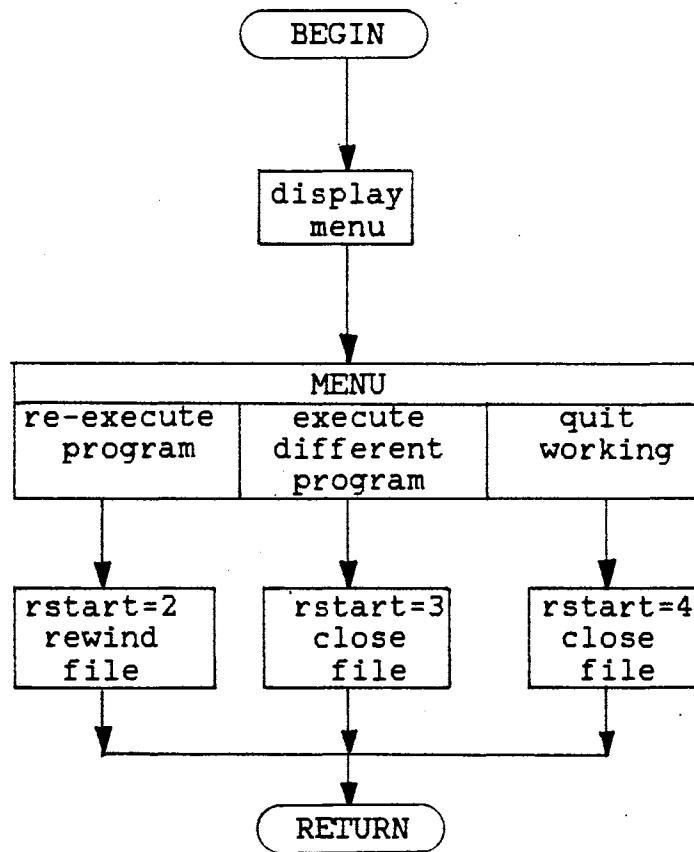 BEGIN
display
menu
MENU
re-execute
program
execute
different
program
quit
working
rstart=2
rewind
file
rstart=3
close
file
rstart=4
close
file
RETURN